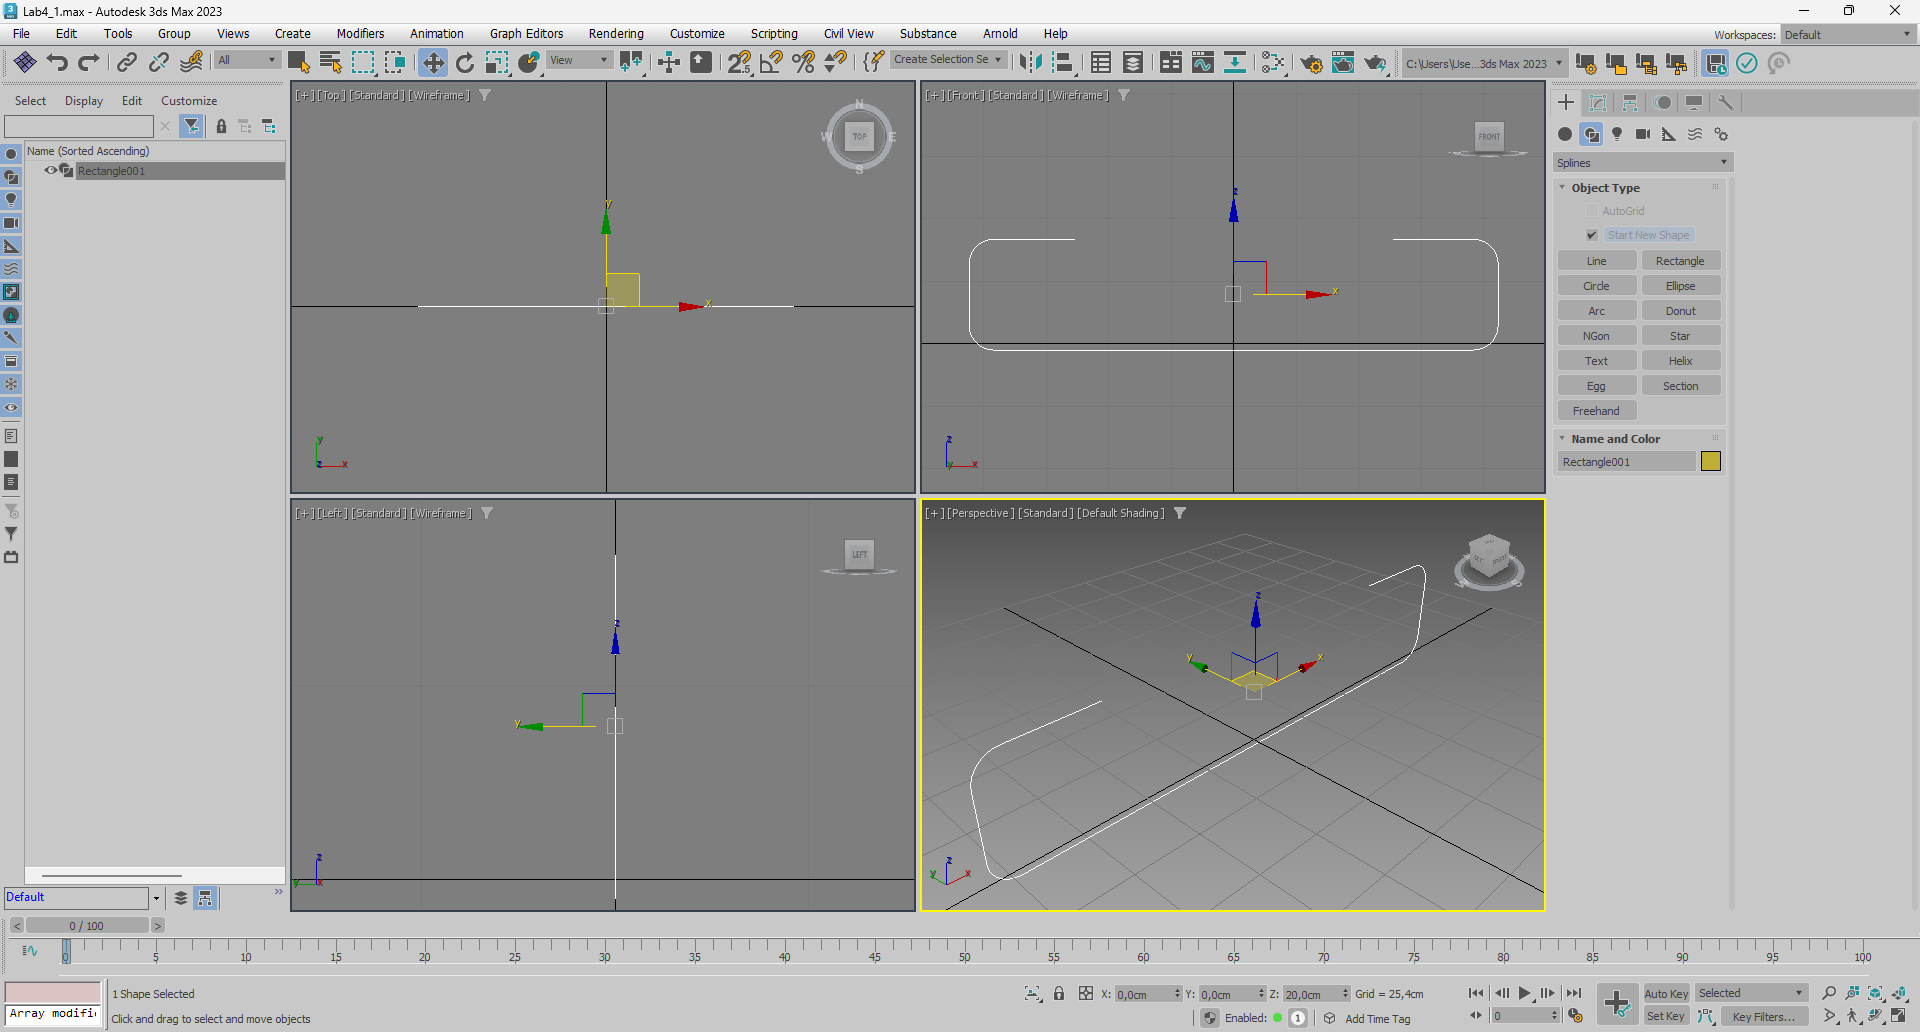 Lab4_1.max - Autodesk 3ds Max 2023
File Edit Tools Group Views Create Modifiers Animation Graph Editors Rendering Customize Scripting Civil View Substance Arnold Help
Workspaces: Default
All View Create Selection Se C:\Users\Use...3ds Max 2023
Select Display Edit Customize
Name (Sorted Ascending)
Rectangle001
[+] [Top] [Standard] [Wireframe]
N
W TOP E
S
y
x
y
z x
[+] [Front] [Standard] [Wireframe]
FRONT
z
x
z
y x
[+] [Left] [Standard] [Wireframe]
LEFT
z
y
z
y x
[+] [Perspective] [Standard] [Default Shading]
z
y x
z
y x
Splines
Object Type
AutoGrid
Start New Shape
Line Rectangle
Circle Ellipse
Arc Donut
NGon Star
Text Helix
Egg Section
Freehand
Name and Color
Rectangle001
Default
»
< 0 / 100 >
0 5 10 15 20 25 30 35 40 45 50 55 60 65 70 75 80 85 90 95 100
1 Shape Selected
X: 0,0cm Y: 0,0cm Z: 20,0cm Grid = 25,4cm
Auto Key Selected
Array modifi
Click and drag to select and move objects
Enabled: 1 Add Time Tag
0
Set Key Key Filters...